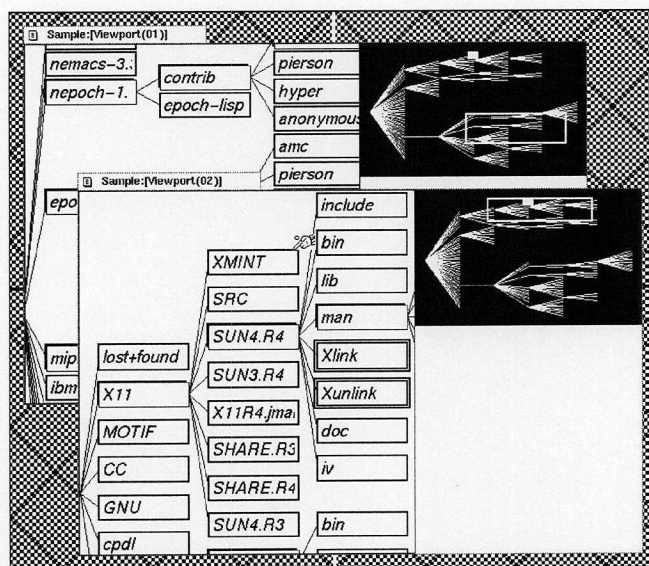 Sample:[Viewport(01)]
nemacs-3.
nepoch-1.
contrib
epoch-lisp
pierson
hyper
anonymous
amc
pierson
epo
mip
ibm
Sample:[Viewport(02)]
lost+found
X11
MOTIF
CC
GNU
cpdl
XMINT
SRC
SUN4.R4
SUN3.R4
X11R4.jma
SHARE.R3
SHARE.R4
SUN4.R3
include
bin
lib
man
Xlink
Xunlink
doc
iv
bin